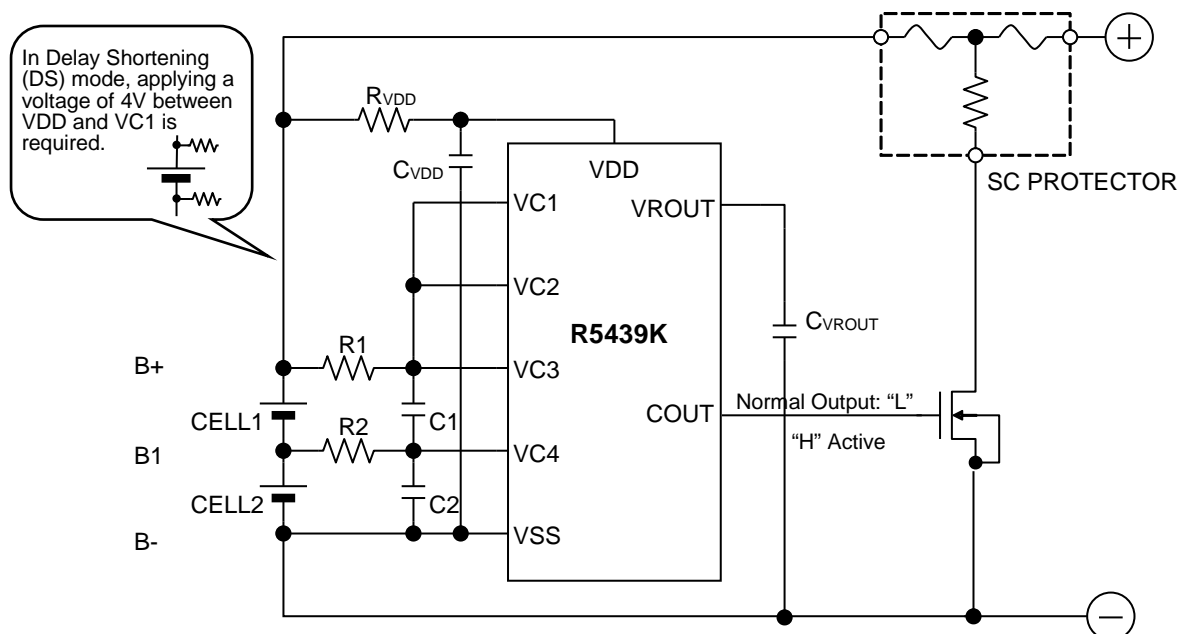 In Delay Shortening
(DS) mode, applying a
voltage of 4V between
VDD and VC1 is
required.
RVDD
CVDD
VDD
VC1
VROUT
VC2
R5439K
CVROUT
SC PROTECTOR
+
B+
R1
VC3
CELL1
C1
COUT
Normal Output: “L”
“H” Active
B1
R2
VC4
CELL2
C2
B-
VSS
−